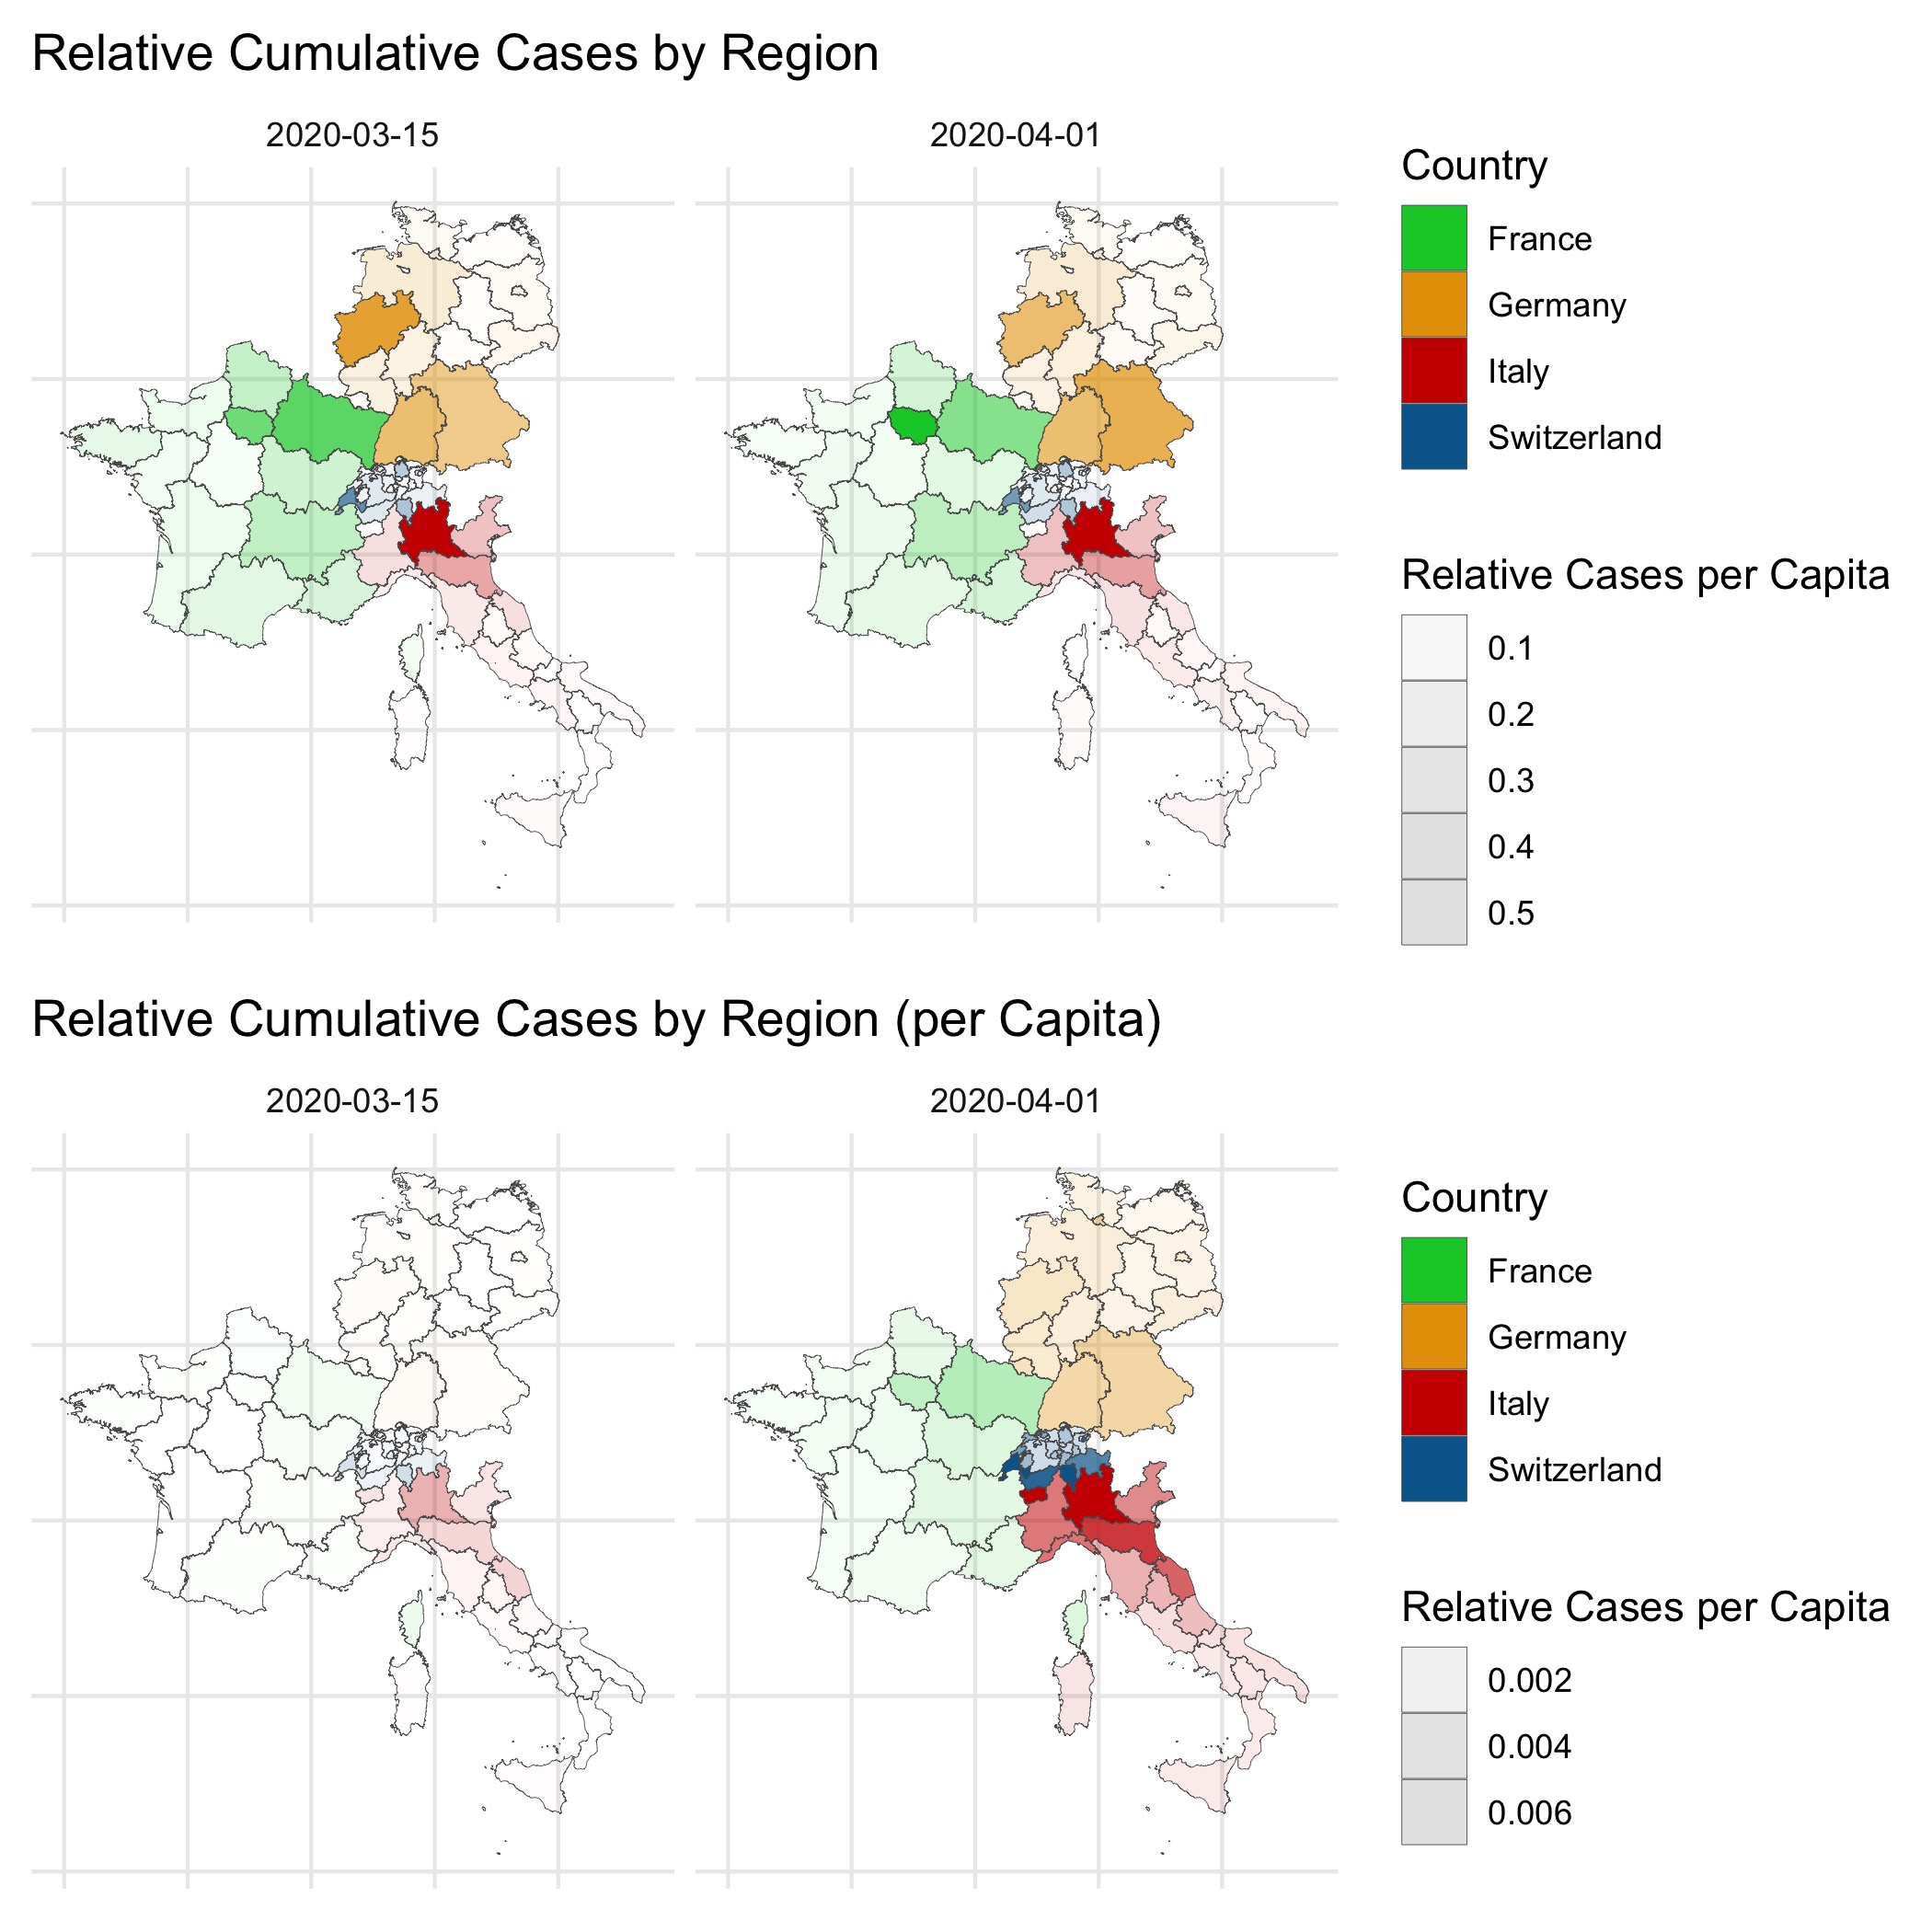 Relative Cumulative Cases by Region
2020-03-15
2020-04-01
Country
France
Germany
Italy
Switzerland
Relative Cases per Capita
0.1
0.2
0.3
0.4
0.5
Relative Cumulative Cases by Region (per Capita)
2020-03-15
2020-04-01
Country
France
Germany
Italy
Switzerland
Relative Cases per Capita
0.002
0.004
0.006